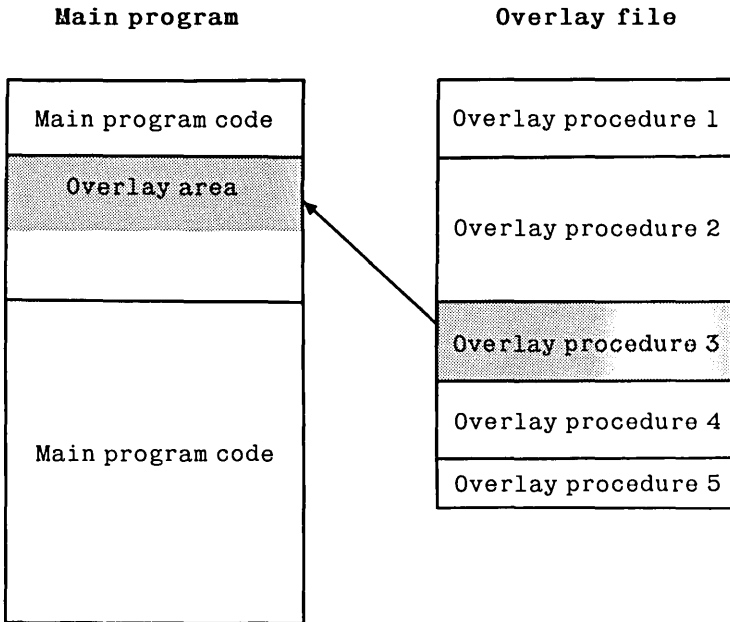 Main program
Main program code
Overlay area
Main program code
Overlay file
Overlay procedure 1
Overlay procedure 2
Overlay procedure 3
Overlay procedure 4
Overlay procedure 5